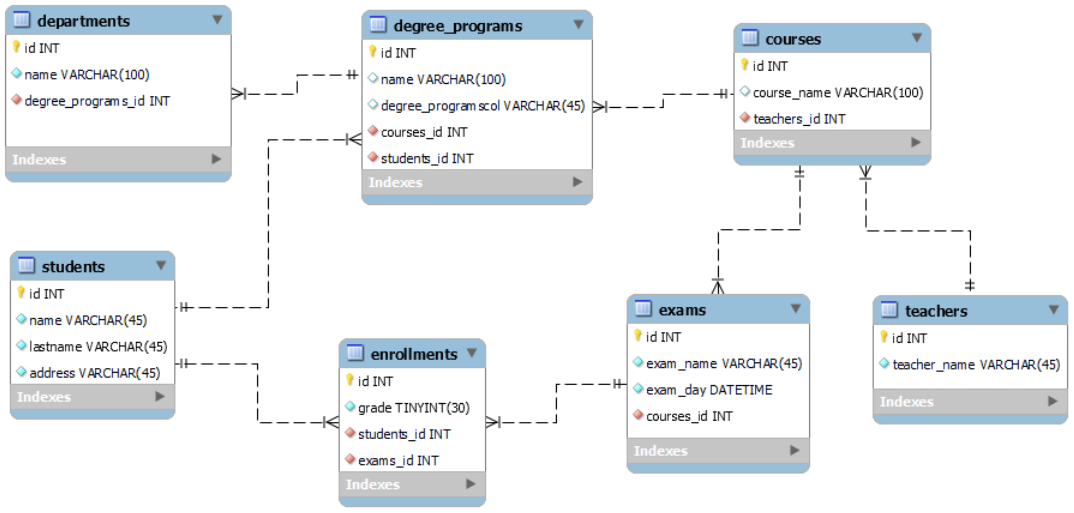 departments
id INT
name VARCHAR(100)
degree_programs_id INT
Indexes
degree_programs
id INT
name VARCHAR(100)
degree_programscol VARCHAR(45)
courses_id INT
students_id INT
Indexes
courses
id INT
course_name VARCHAR(100)
teachers_id INT
Indexes
students
id INT
name VARCHAR(45)
lastname VARCHAR(45)
address VARCHAR(45)
Indexes
enrollments
id INT
grade TINYINT(30)
students_id INT
exams_id INT
Indexes
exams
id INT
exam_name VARCHAR(45)
exam_day DATETIME
courses_id INT
Indexes
teachers
id INT
teacher_name VARCHAR(45)
Indexes